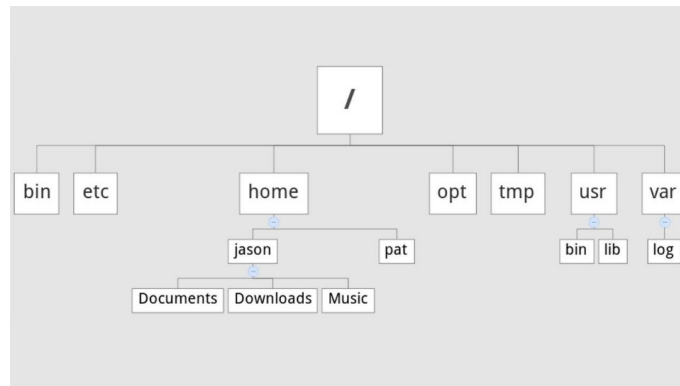 /
bin etc home opt tmp usr var
jason pat bin lib log
Documents Downloads Music